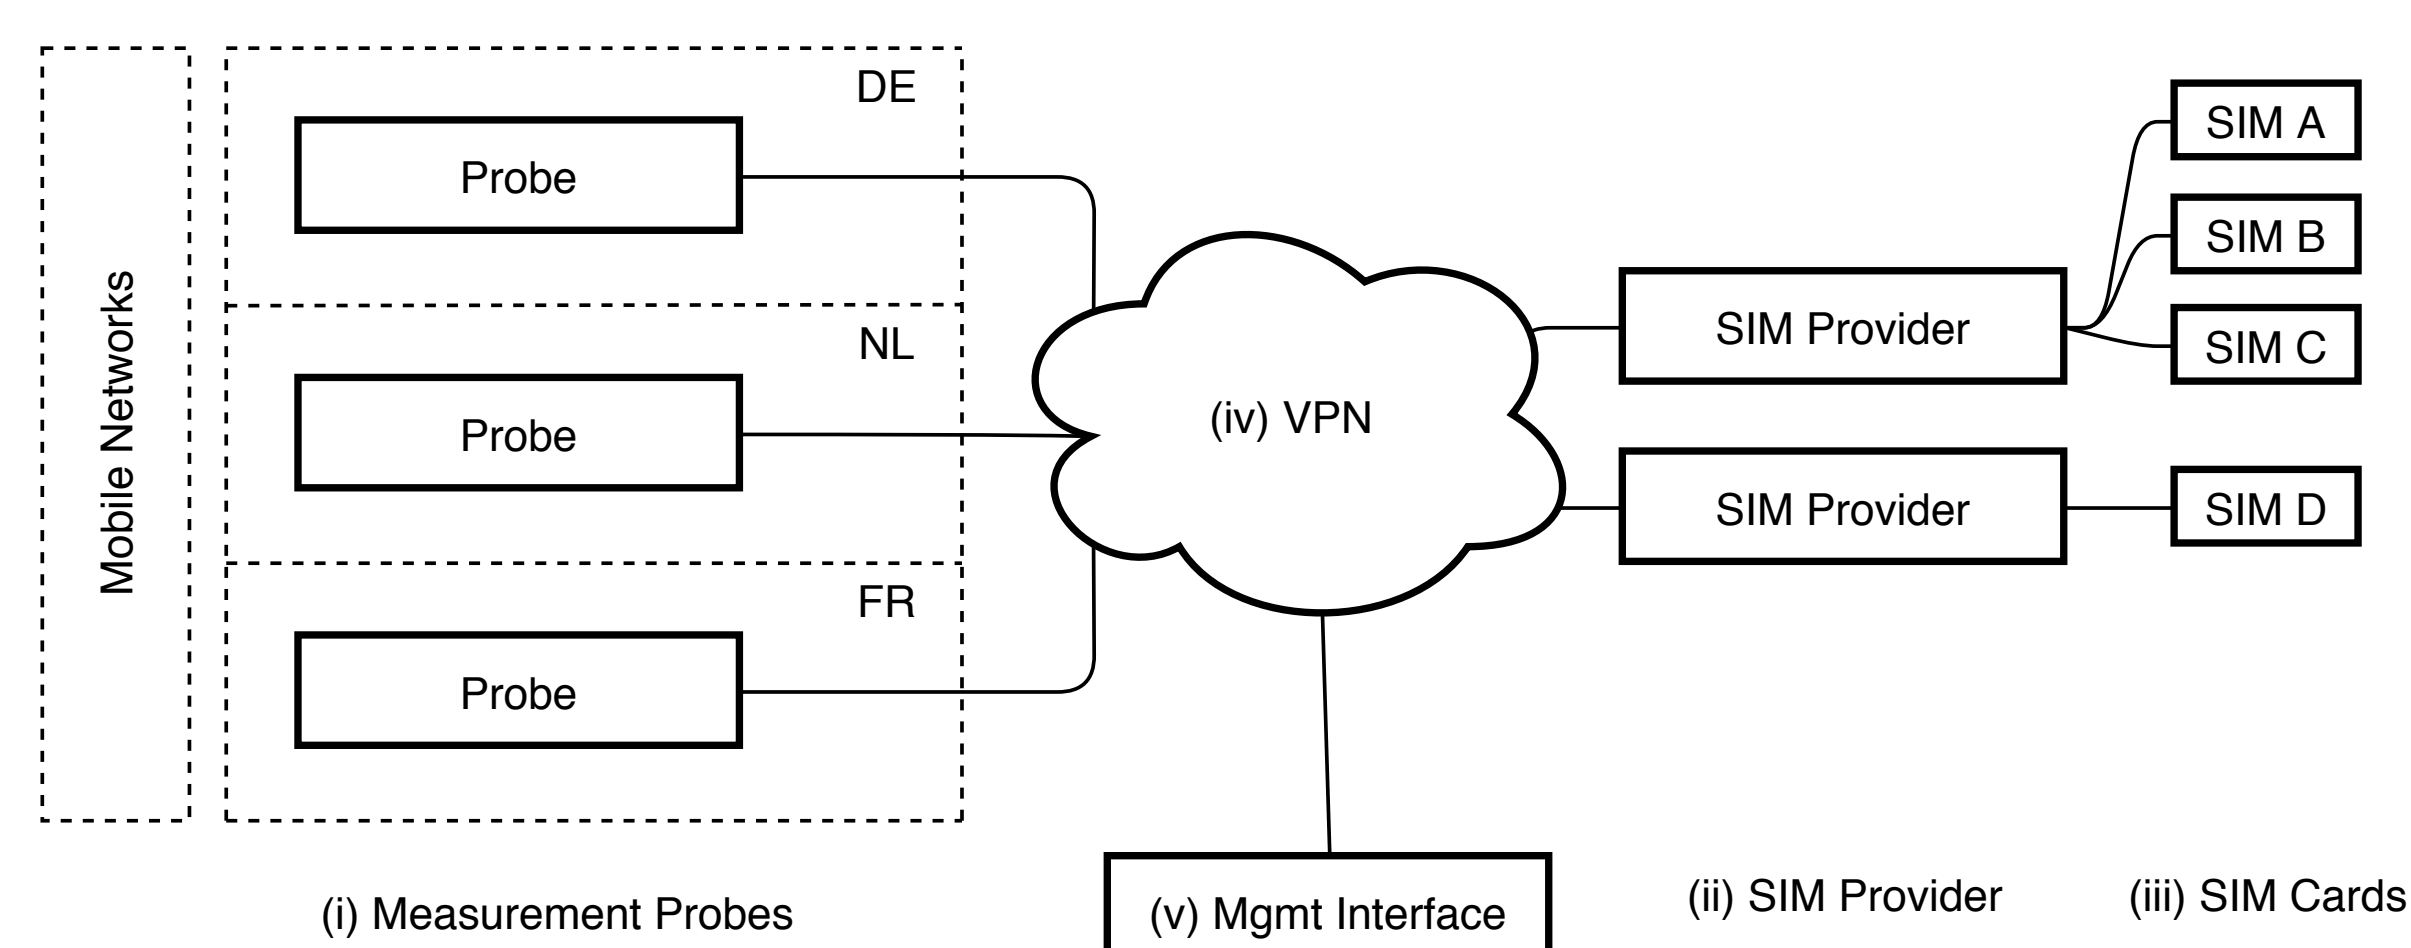 Mobile Networks
DE
Probe
NL
Probe
FR
Probe
(i) Measurement Probes
(iv) VPN
(v) Mgmt Interface
SIM Provider
SIM Provider
(ii) SIM Provider
SIM A
SIM B
SIM C
SIM D
(iii) SIM Cards